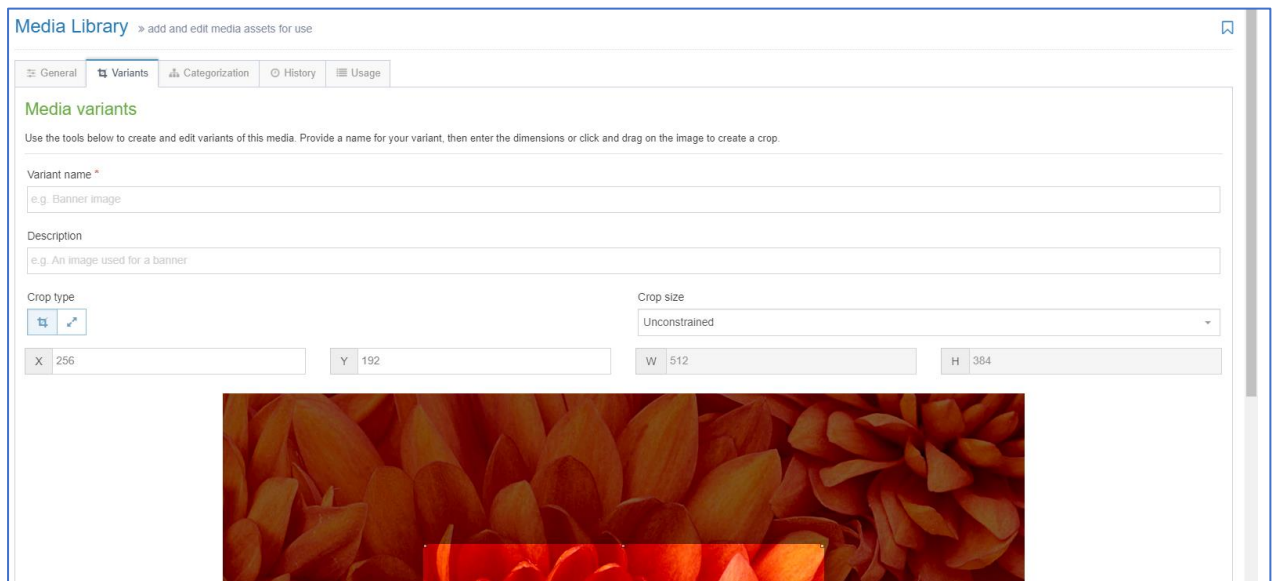 Media Library » add and edit media assets for use
General Variants Categorization History Usage
Media variants
Use the tools below to create and edit variants of this media. Provide a name for your variant, then enter the dimensions or click and drag on the image to create a crop.
Variant name *
e.g. Banner image
Description
e.g. An image used for a banner
Crop type Crop size
Unconstrained
X 256 Y 192 W 512 H 384